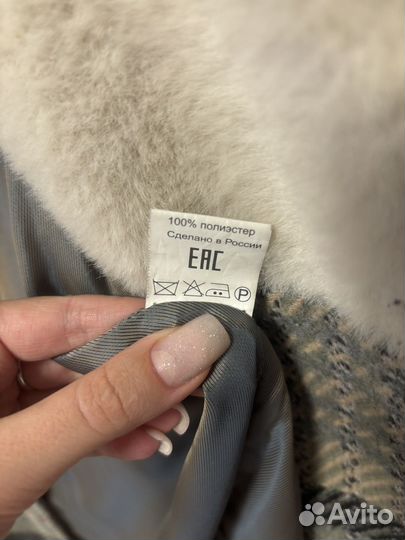 100% полиэстер
Сделано в России
EAC
P
Avito